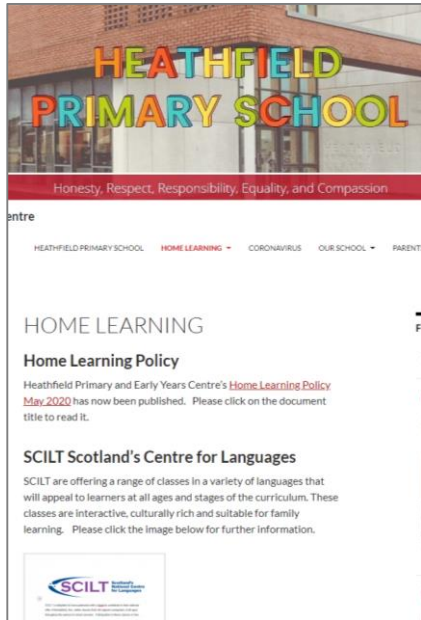 HEATHFIELD
PRIMARY SCHOOL
Honesty, Respect, Responsibility, Equality, and Compassion
entre
HEATHFIELD PRIMARY SCHOOL HOME LEARNING CORONAVIRUS OUR SCHOOL PARENT
HOME LEARNING
F
Home Learning Policy
Heathfield Primary and Early Years Centre's Home Learning Policy
May 2020 has now been published. Please click on the document
title to read it.
SCILT Scotland's Centre for Languages
SCILT are offering a range of classes in a variety of languages that
will appeal to learners at all ages and stages of the curriculum. These
classes are interactive, culturally rich and suitable for family
learning. Please click the image below for further information.
SCILT Scotland's
National Centre
for Languages